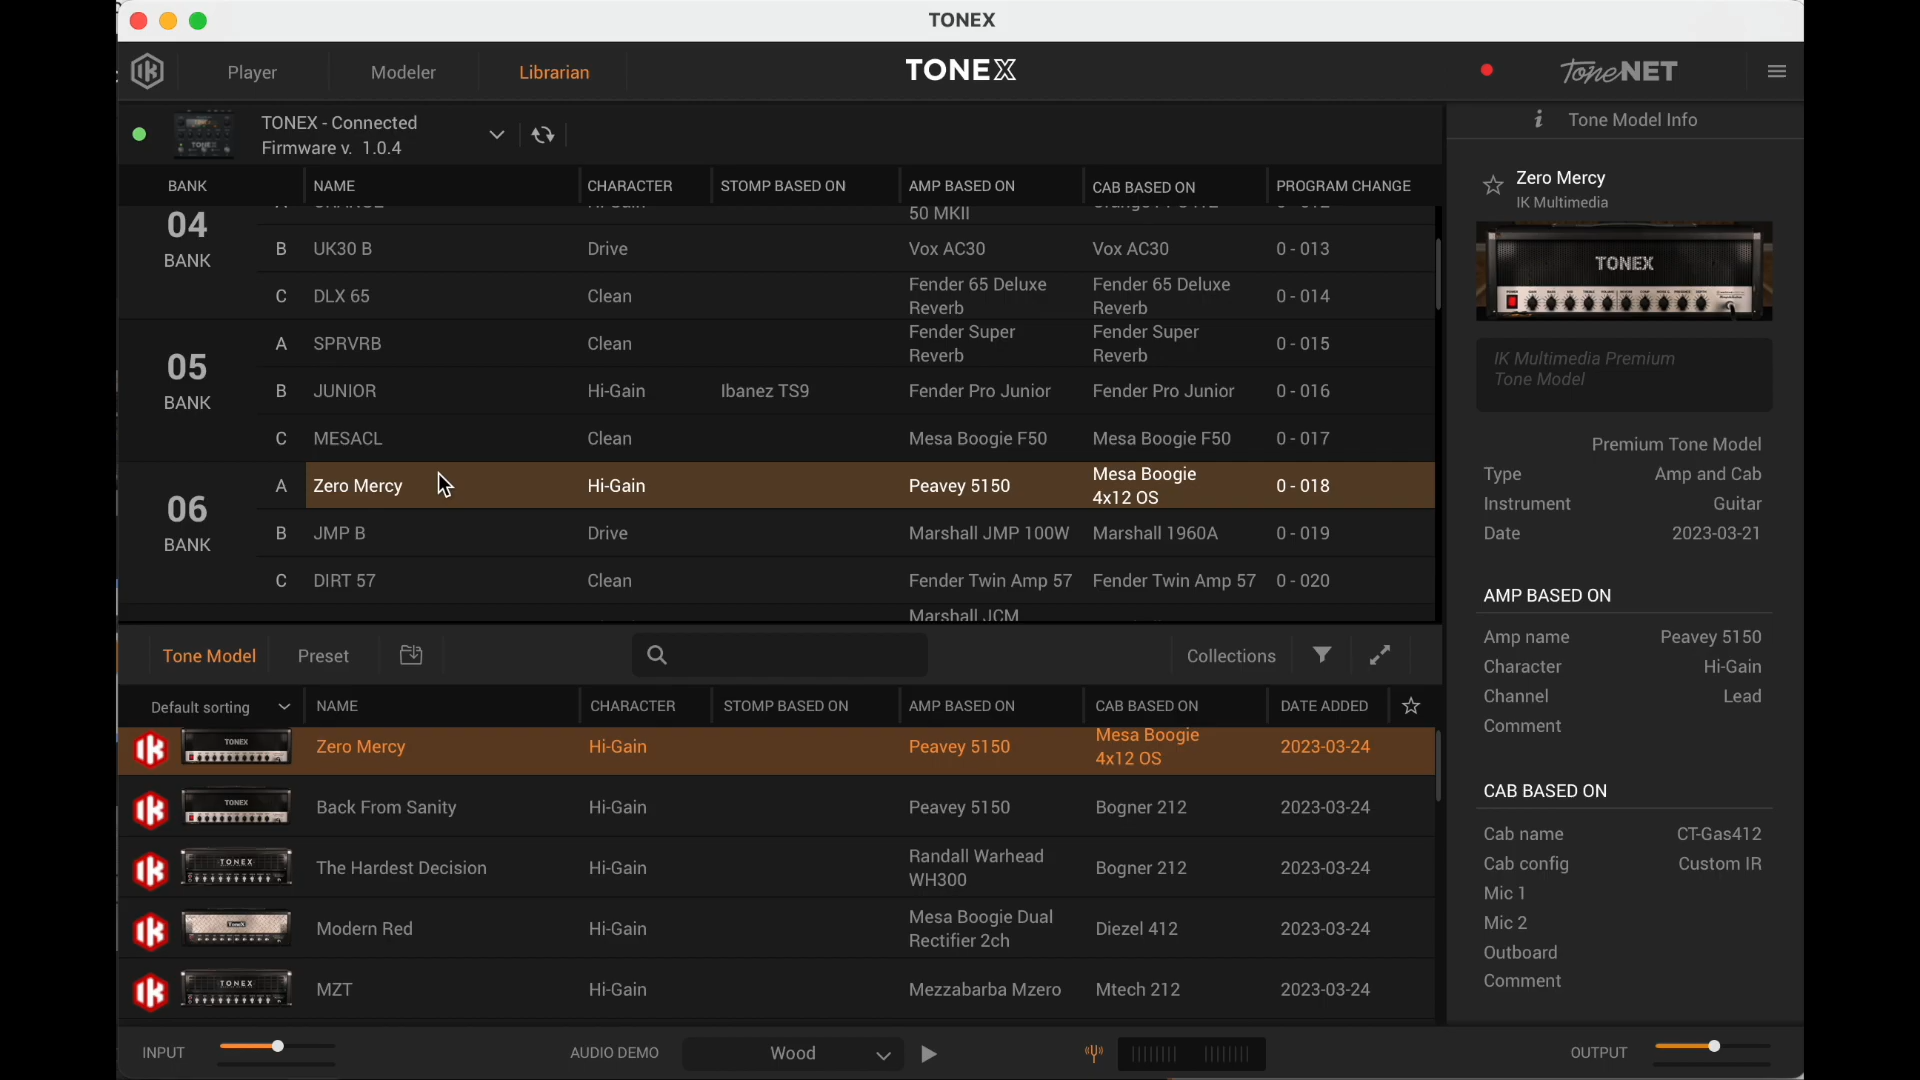 TONEX
Player
Modeler
Librarian
TONEX
ToneNET
TONEX - Connected
Firmware v. 1.0.4
i Tone Model Info
BANK NAME CHARACTER STOMP BASED ON AMP BASED ON CAB BASED ON PROGRAM CHANGE
04
BANK
50 MKII
B UK30 B Drive Vox AC30 Vox AC30 0 - 013
C DLX 65 Clean Fender 65 Deluxe Reverb Fender 65 Deluxe Reverb 0 - 014
05
BANK
A SPRVRB Clean Fender Super Reverb Fender Super Reverb 0 - 015
B JUNIOR Hi-Gain Ibanez TS9 Fender Pro Junior Fender Pro Junior 0 - 016
C MESACL Clean Mesa Boogie F50 Mesa Boogie F50 0 - 017
06
BANK
A Zero Mercy Hi-Gain Peavey 5150 Mesa Boogie 4x12 OS 0 - 018
B JMP B Drive Marshall JMP 100W Marshall 1960A 0 - 019
C DIRT 57 Clean Fender Twin Amp 57 Fender Twin Amp 57 0 - 020
Marshall JCM
Zero Mercy
IK Multimedia
TONEX
IK Multimedia Premium
Tone Model
Premium Tone Model
Type Amp and Cab
Instrument Guitar
Date 2023-03-21
AMP BASED ON
Amp name Peavey 5150
Character Hi-Gain
Channel Lead
Comment
CAB BASED ON
Cab name CT-Gas412
Cab config Custom IR
Mic 1
Mic 2
Outboard
Comment
Tone Model
Preset
Collections
Default sorting NAME CHARACTER STOMP BASED ON AMP BASED ON CAB BASED ON DATE ADDED
TONEX Zero Mercy Hi-Gain Peavey 5150 Mesa Boogie 4x12 OS 2023-03-24
TONEX Back From Sanity Hi-Gain Peavey 5150 Bogner 212 2023-03-24
TONEX The Hardest Decision Hi-Gain Randall Warhead WH300 Bogner 212 2023-03-24
Modern Red Hi-Gain Mesa Boogie Dual Rectifier 2ch Diezel 412 2023-03-24
TONEX MZT Hi-Gain Mezzabarba Mzero Mtech 212 2023-03-24
INPUT
AUDIO DEMO
Wood
OUTPUT